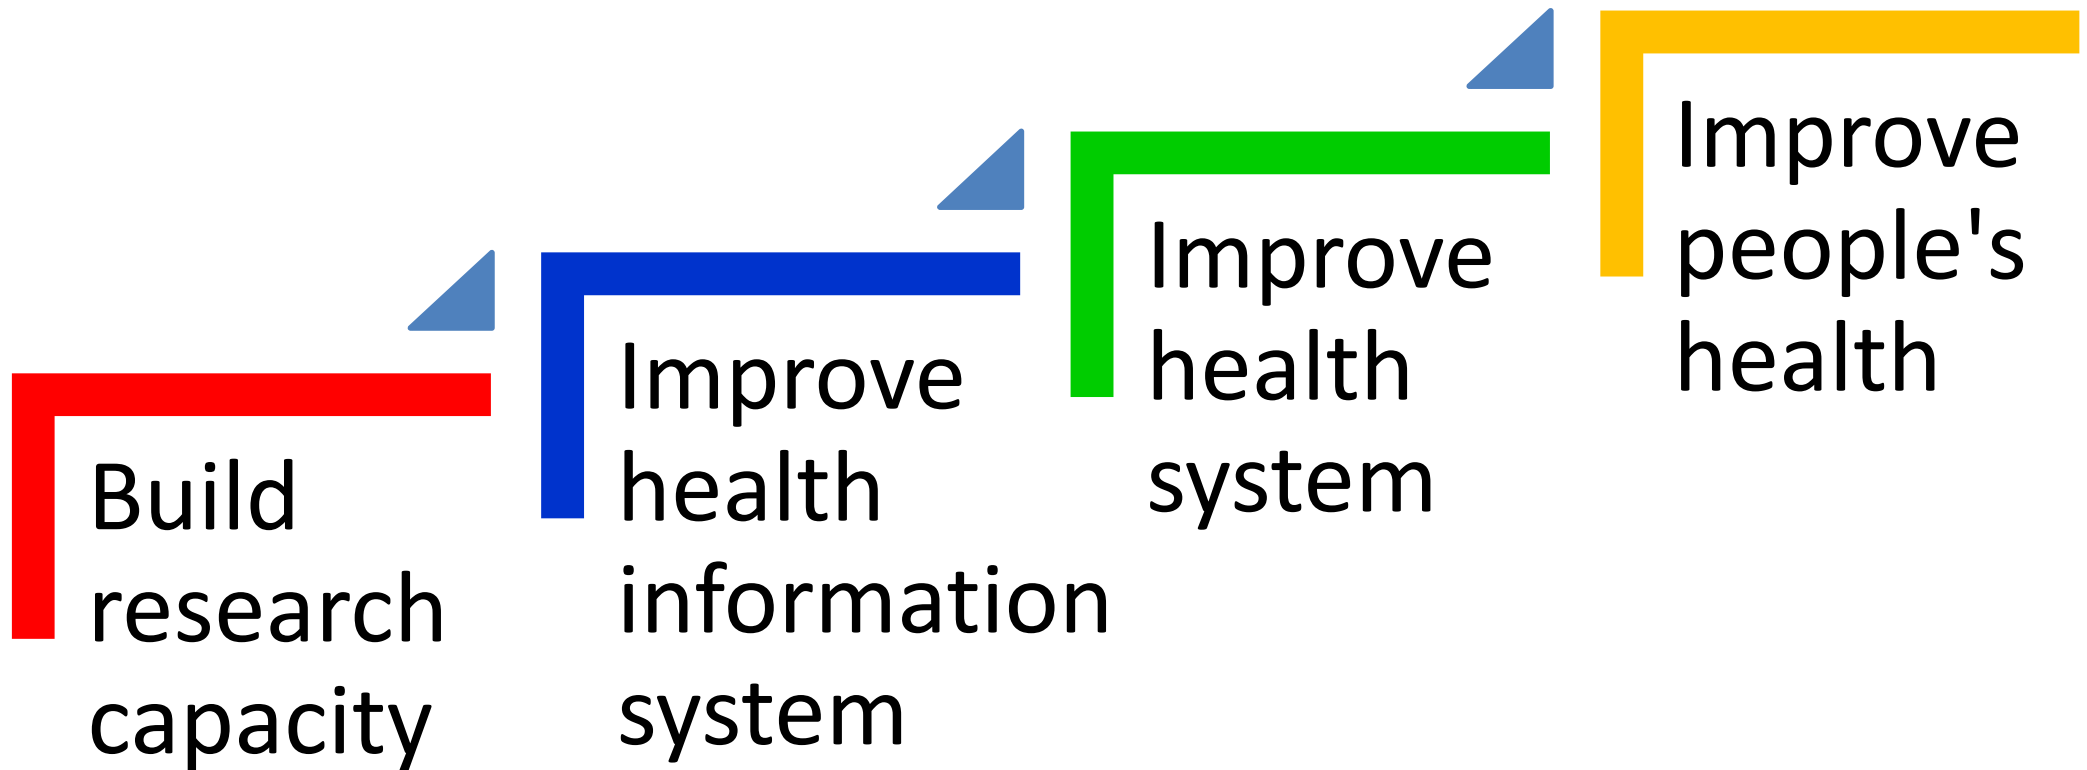 Build
research
capacity
Improve
health
information
system
Improve
health
system
Improve
people's
health